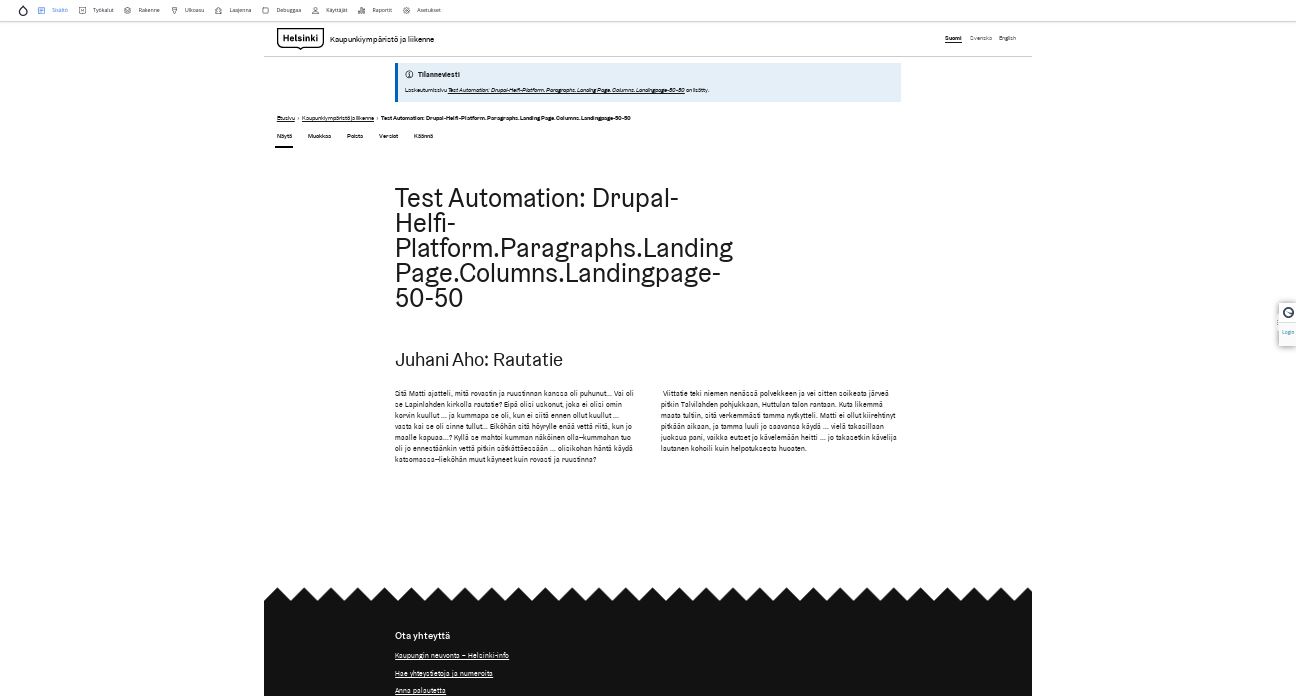 Sisältö Työkalut Rakenne Ulkoasu Laajenna Debuggaa Käyttäjät Raportit Asetukset
Helsinki Kaupunkiympäristö ja liikenne Suomi Svenska English
Tilanneviesti
Laskeutumissivu Test Automation: Drupal-Helfi-Platform.Paragraphs.Landing Page.Columns.Landingpage-50-50 on lisätty.
Etusivu › Kaupunkiympäristö ja liikenne › Test Automation: Drupal-Helfi-Platform.Paragraphs.Landing Page.Columns.Landingpage-50-50
Näytä Muokkaa Poista Versiot Käännä
Test Automation: Drupal-
Helfi-
Platform.Paragraphs.Landing
Page.Columns.Landingpage-
50-50
Juhani Aho: Rautatie
Sitä Matti ajatteli, mitä rovastin ja ruustinnan kanssa oli puhunut... Vai oli
se Lapinlahden kirkolla rautatie? Eipä olisi uskonut, joka ei olisi omin
korvin kuullut ... ja kummapa se oli, kun ei siitä ennen ollut kuullut ...
vasta kai se oli sinne tullut... Eiköhän sitä höyrylle enää vettä riitä, kun jo
maalle kapuaa...? Kyllä se mahtoi kumman näköinen olla–kummahan tuo
oli jo ennestäänkin vettä pitkin sätkättäessään ... olisikohan häntä käydä
katsomassa–lieköhän muut käyneet kuin rovasti ja ruustinna?
Viittatie teki niemen nenässä polvekkeen ja vei sitten soikeata järveä
pitkin Talvilahden pohjukkaan, Huttulan talon rantaan. Kuta likemmä
maata tultiin, sitä verkemmästi tamma nytkytteli. Matti ei ollut kiirehtinyt
pitkään aikaan, ja tamma luuli jo saavansa käydä ... vielä takasillaan
juoksua pani, vaikka eutset jo kävelemään heitti ... jo takasetkin kävelijä
lautanen kohoili kuin helpotuksesta huoaten.
Login
Ota yhteyttä
Kaupungin neuvonta – Helsinki-info
Hae yhteystietoja ja numeroita
Anna palautetta